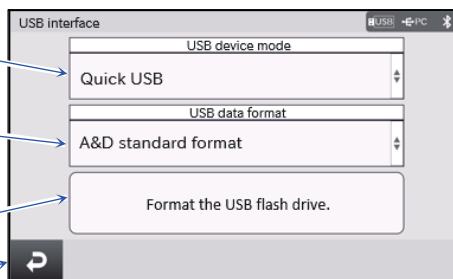 USB interface
USB PC
USB device mode
Quick USB
USB data format
A&D standard format
Format the USB flash drive.